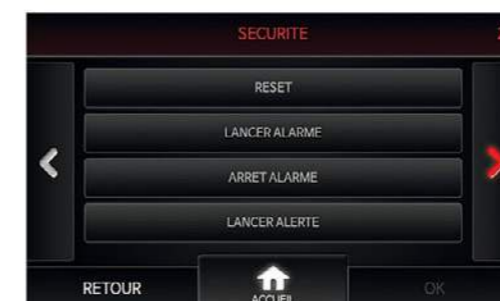 SECURITE
RESET
LANCER ALARME
ARRET ALARME
LANCER ALERTE
RETOUR
ACCUEIL
OK